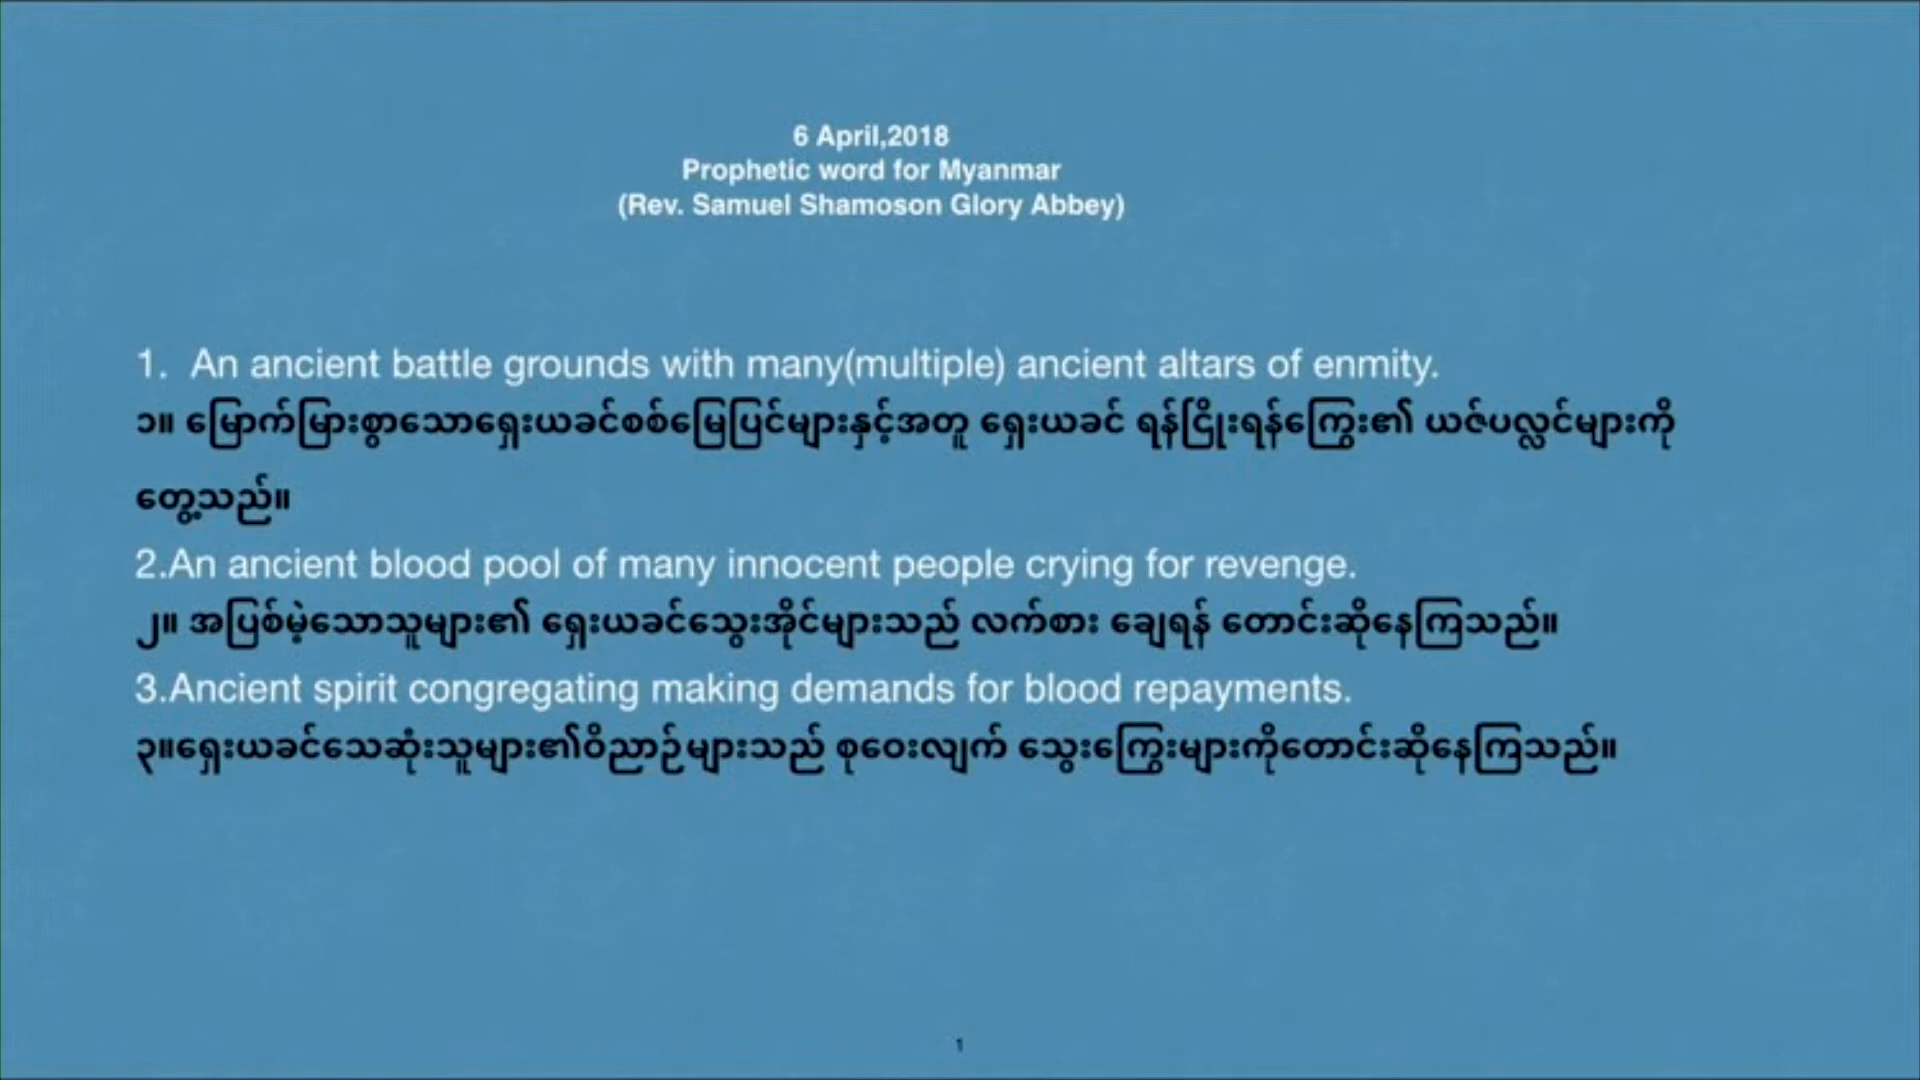 6 April,2018
Prophetic word for Myanmar
(Rev. Samuel Shamoson Glory Abbey)
1. An ancient battle grounds with many(multiple) ancient altars of enmity.
၁။ မြောက်မြားစွာသောရှေးယခင်စစ်မြေပြင်များနှင့်အတူ ရှေးယခင် ရန်ငြိုးရန်ကြွေး၏ ယဇ်ပလ္လင်များကို
တွေ့သည်။
2.An ancient blood pool of many innocent people crying for revenge.
၂။ အပြစ်မဲ့သောသူများ၏ ရှေးယခင်သွေးအိုင်များသည် လက်စား ချေရန် တောင်းဆိုနေကြသည်။
3.Ancient spirit congregating making demands for blood repayments.
၃။ရှေးယခင်သေဆုံးသူများ၏ဝိညာဉ်များသည် စုဝေးလျက် သွေးကြွေးများကိုတောင်းဆိုနေကြသည်။
1